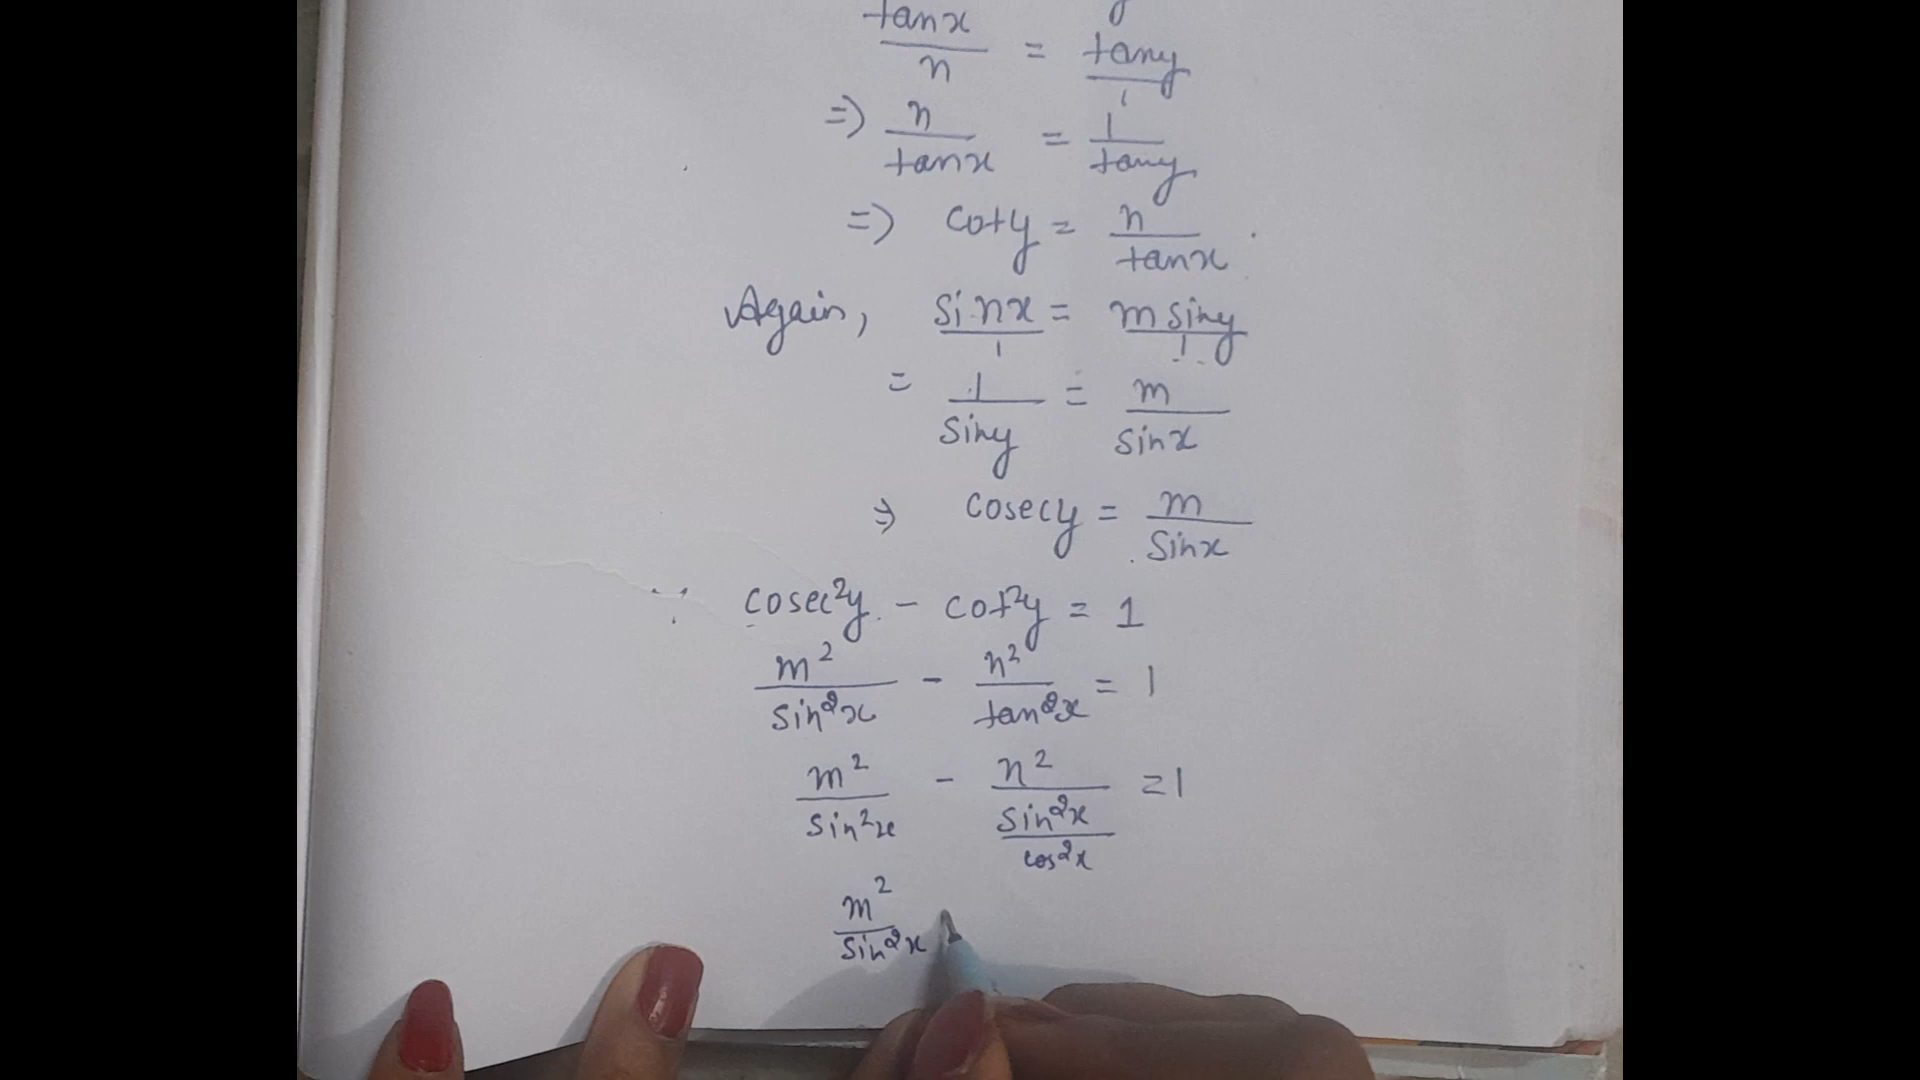 tanx/n = tany/1
=> n/tanx = 1/tany
=> coty = n/tanx
Again, sinx/1 = m siny/1
= 1/siny = m/sinx
=> cosecy = m/sinx
∵ cosec²y - cot²y = 1
m²/sin²x - n²/tan²x = 1
m²/sin²x - n²/(sin²x/cos²x) = 1
m²/sin²x